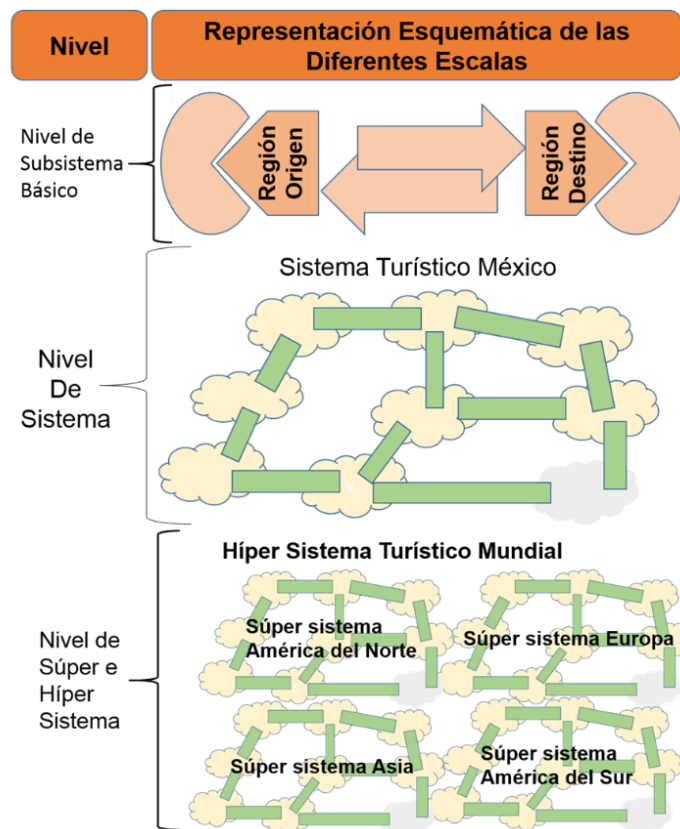 Nivel
Representación Esquemática de las
Diferentes Escalas
Nivel de
Subsistema
Básico
Región
Origen
Región
Destino
Sistema Turístico México
Nivel
De
Sistema
v
Híper Sistema Turístico Mundial
Nivel de
Súper e
Híper
Sistema
Súper sistema
América del Norte
Súper sistema Europa
Súper sistema Asia
Súper sistema
América del Sur